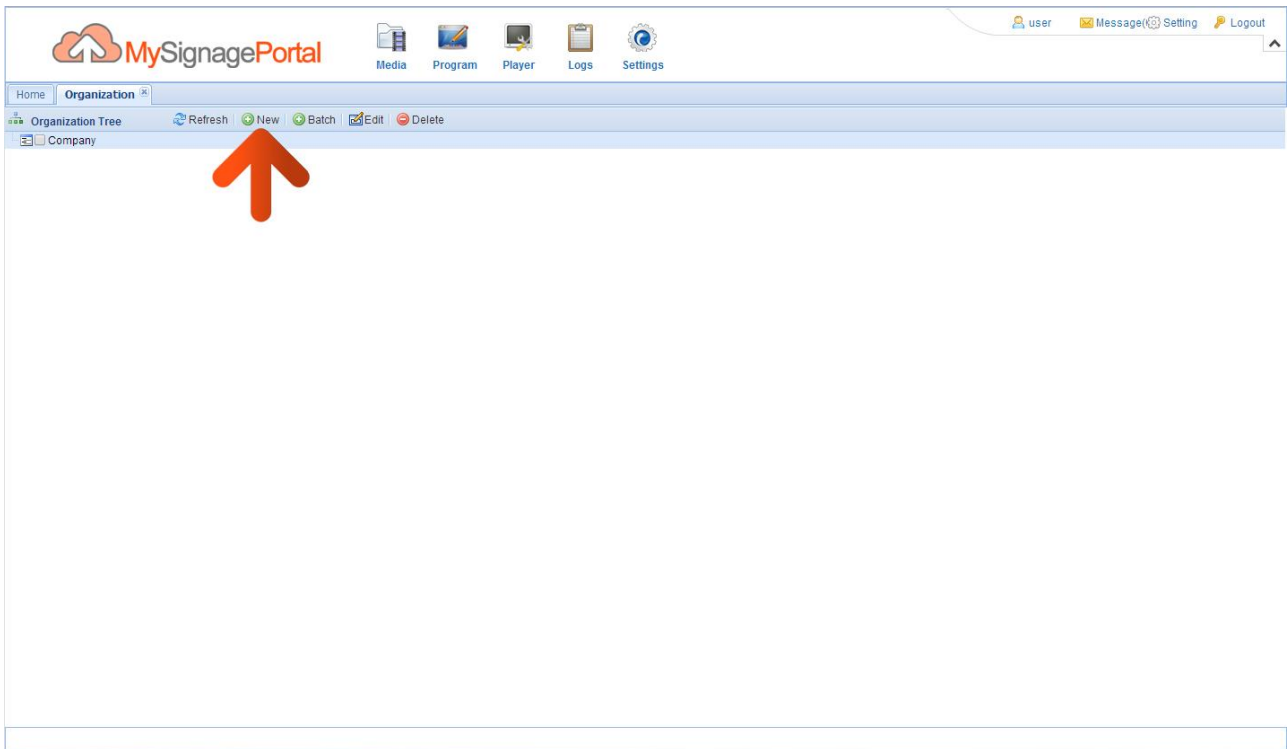 user Message( Setting Logout
MySignagePortal
Media Program Player Logs Settings
Home Organization
Organization Tree Refresh New Batch Edit Delete
Company